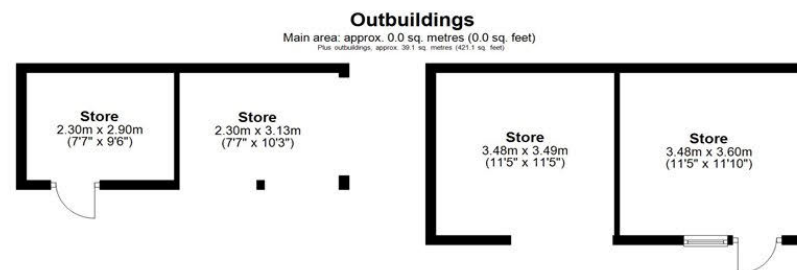 Outbuildings
Main area: approx. 0.0 sq. metres (0.0 sq. feet)
Plus outbuildings, approx. 39.1 sq. metres (421.1 sq. feet)
Store
2.30m x 2.90m
(7'7" x 9'6")
Store
2.30m x 3.13m
(7'7" x 10'3")
Store
3.48m x 3.49m
(11'5" x 11'5")
Store
3.48m x 3.60m
(11'5" x 11'10")